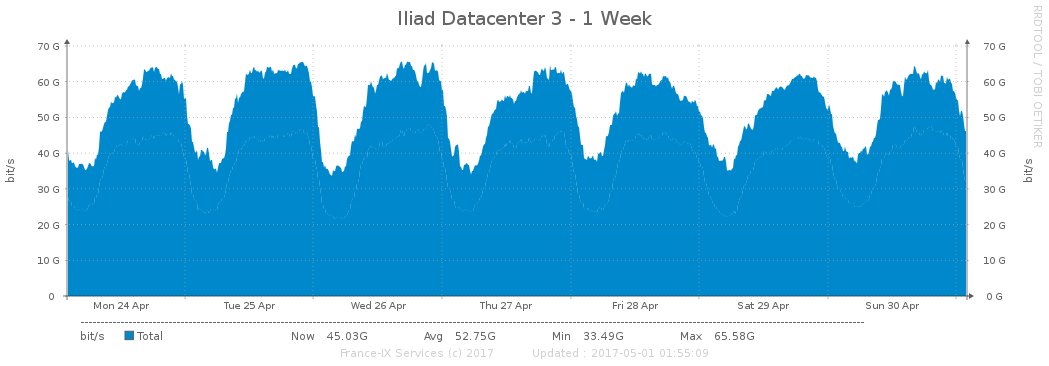 Iliad Datacenter 3 - 1 Week
RRDTOOL / TOBI OETIKER
bit/s
70 G
60 G
50 G
40 G
30 G
20 G
10 G
0
70 G
60 G
50 G
40 G
30 G
20 G
10 G
0 G
bit/s
Mon 24 Apr Tue 25 Apr Wed 26 Apr Thu 27 Apr Fri 28 Apr Sat 29 Apr Sun 30 Apr
bit/s Total Now 45.03G Avg 52.75G Min 33.49G Max 65.58G
France-IX Services (c) 2017 Updated : 2017-05-01 01:55:09